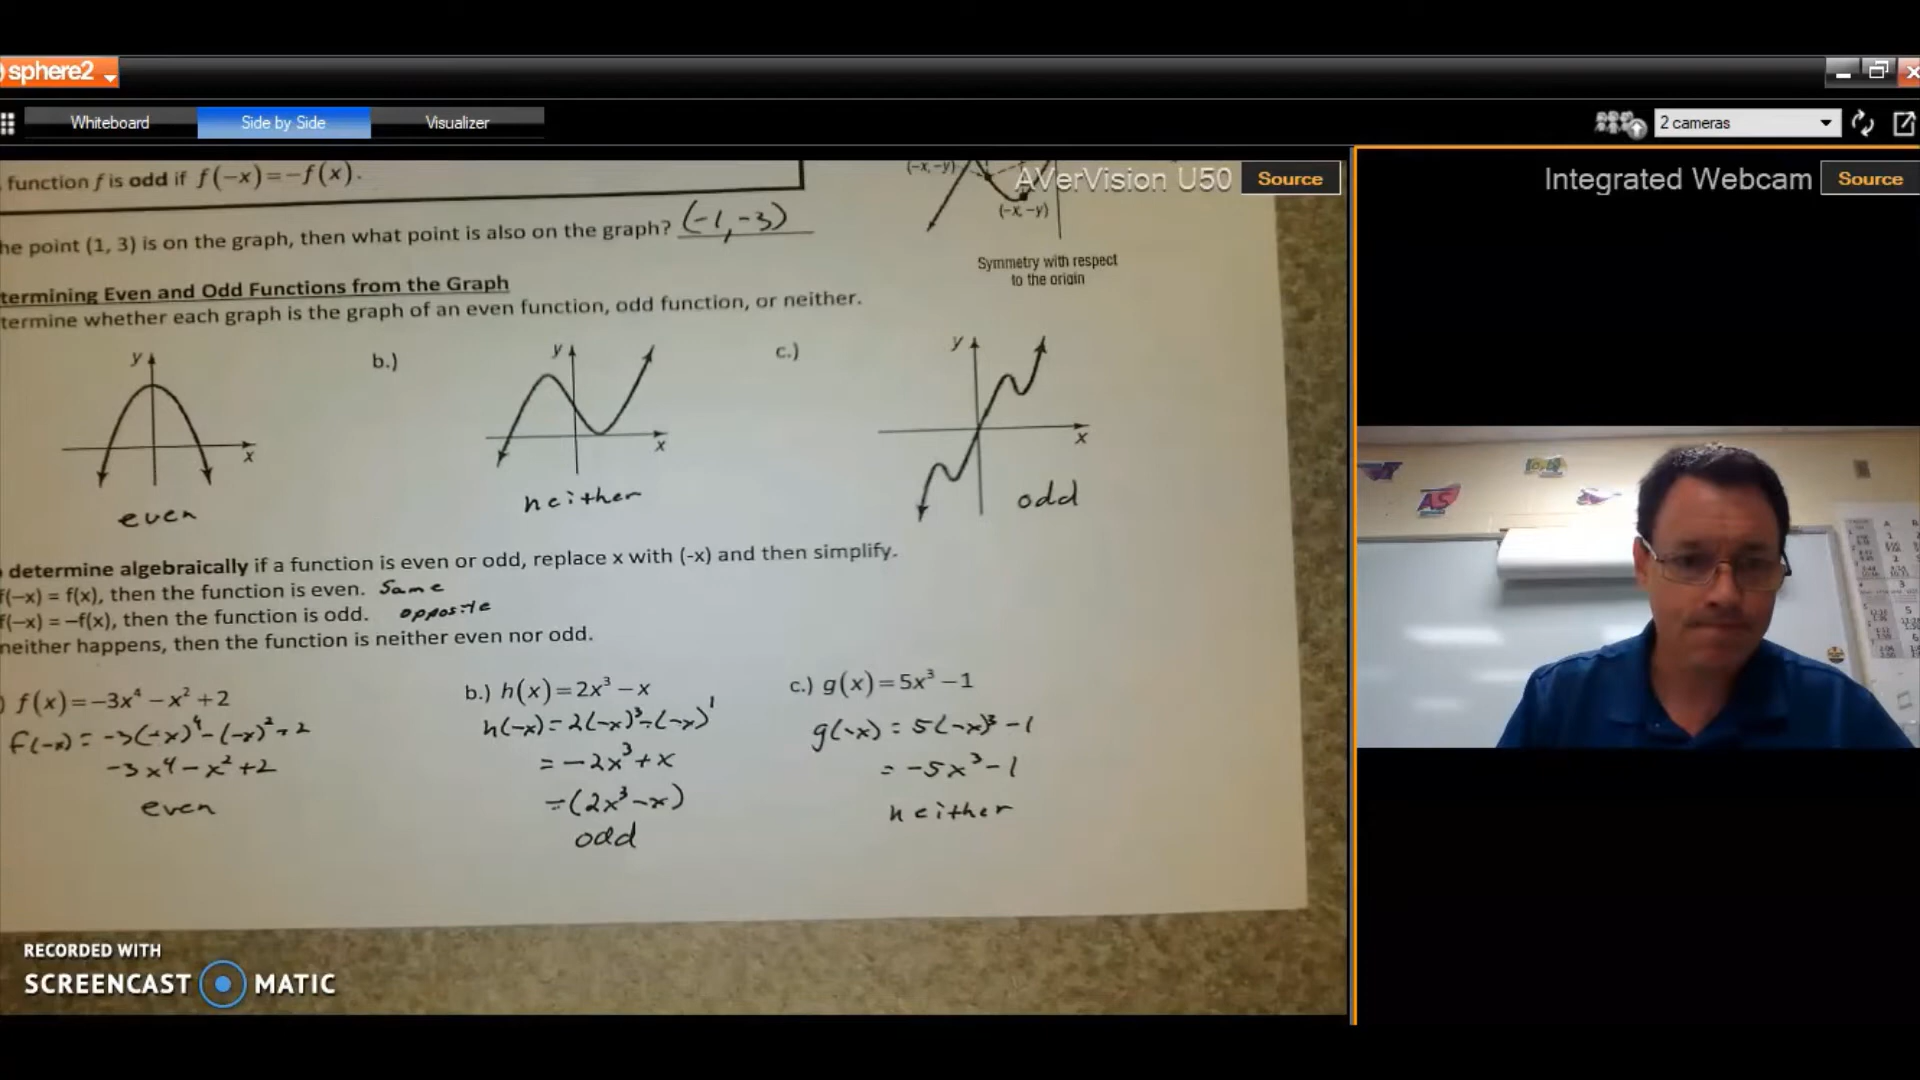 sphere2
Whiteboard
Side by Side
Visualizer
2 cameras
AVerVision U50
Source
Integrated Webcam
Source
function f is odd if f(−x)=−f(x).
(-x,-y)
(-x,-y)
Symmetry with respect
to the origin
he point (1, 3) is on the graph, then what point is also on the graph? (-1,-3)
termining Even and Odd Functions from the Graph
termine whether each graph is the graph of an even function, odd function, or neither.
y
x
even
b.)
y
x
neither
c.)
y
x
odd
determine algebraically if a function is even or odd, replace x with (-x) and then simplify.
f(−x) = f(x), then the function is even. Same
f(−x) = −f(x), then the function is odd. opposite
neither happens, then the function is neither even nor odd.
) f(x)=−3x⁴−x²+2
f(-x) = -3(-x)⁴-(-x)²+2
-3x⁴-x²+2
even
b.) h(x)=2x³−x
h(-x)=2(-x)³-(-x)¹
= -2x³+x
=-(2x³-x)
odd
c.) g(x)=5x³−1
g(-x) = 5(-x)³-1
= -5x³-1
neither
AS
RECORDED WITH
SCREENCAST MATIC